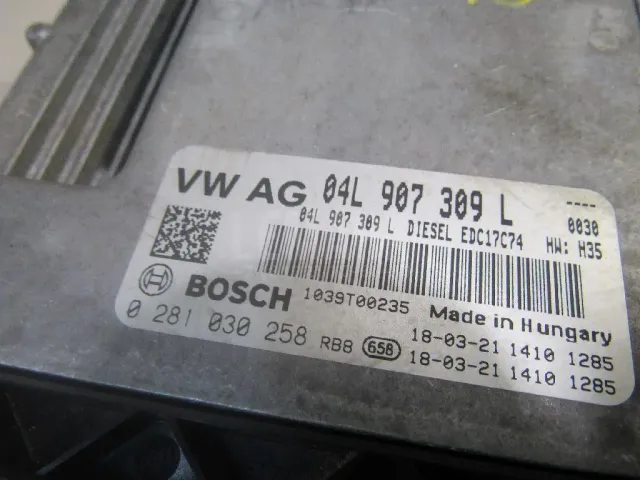 VW AG 04L 907 309 L ----
04L 907 309 L DIESEL EDC17C74 0030
HW: H35
BOSCH 1039T00235 Made in Hungary
0 281 030 258 RB8 658 18-03-21 1410 1285
18-03-21 1410 1285